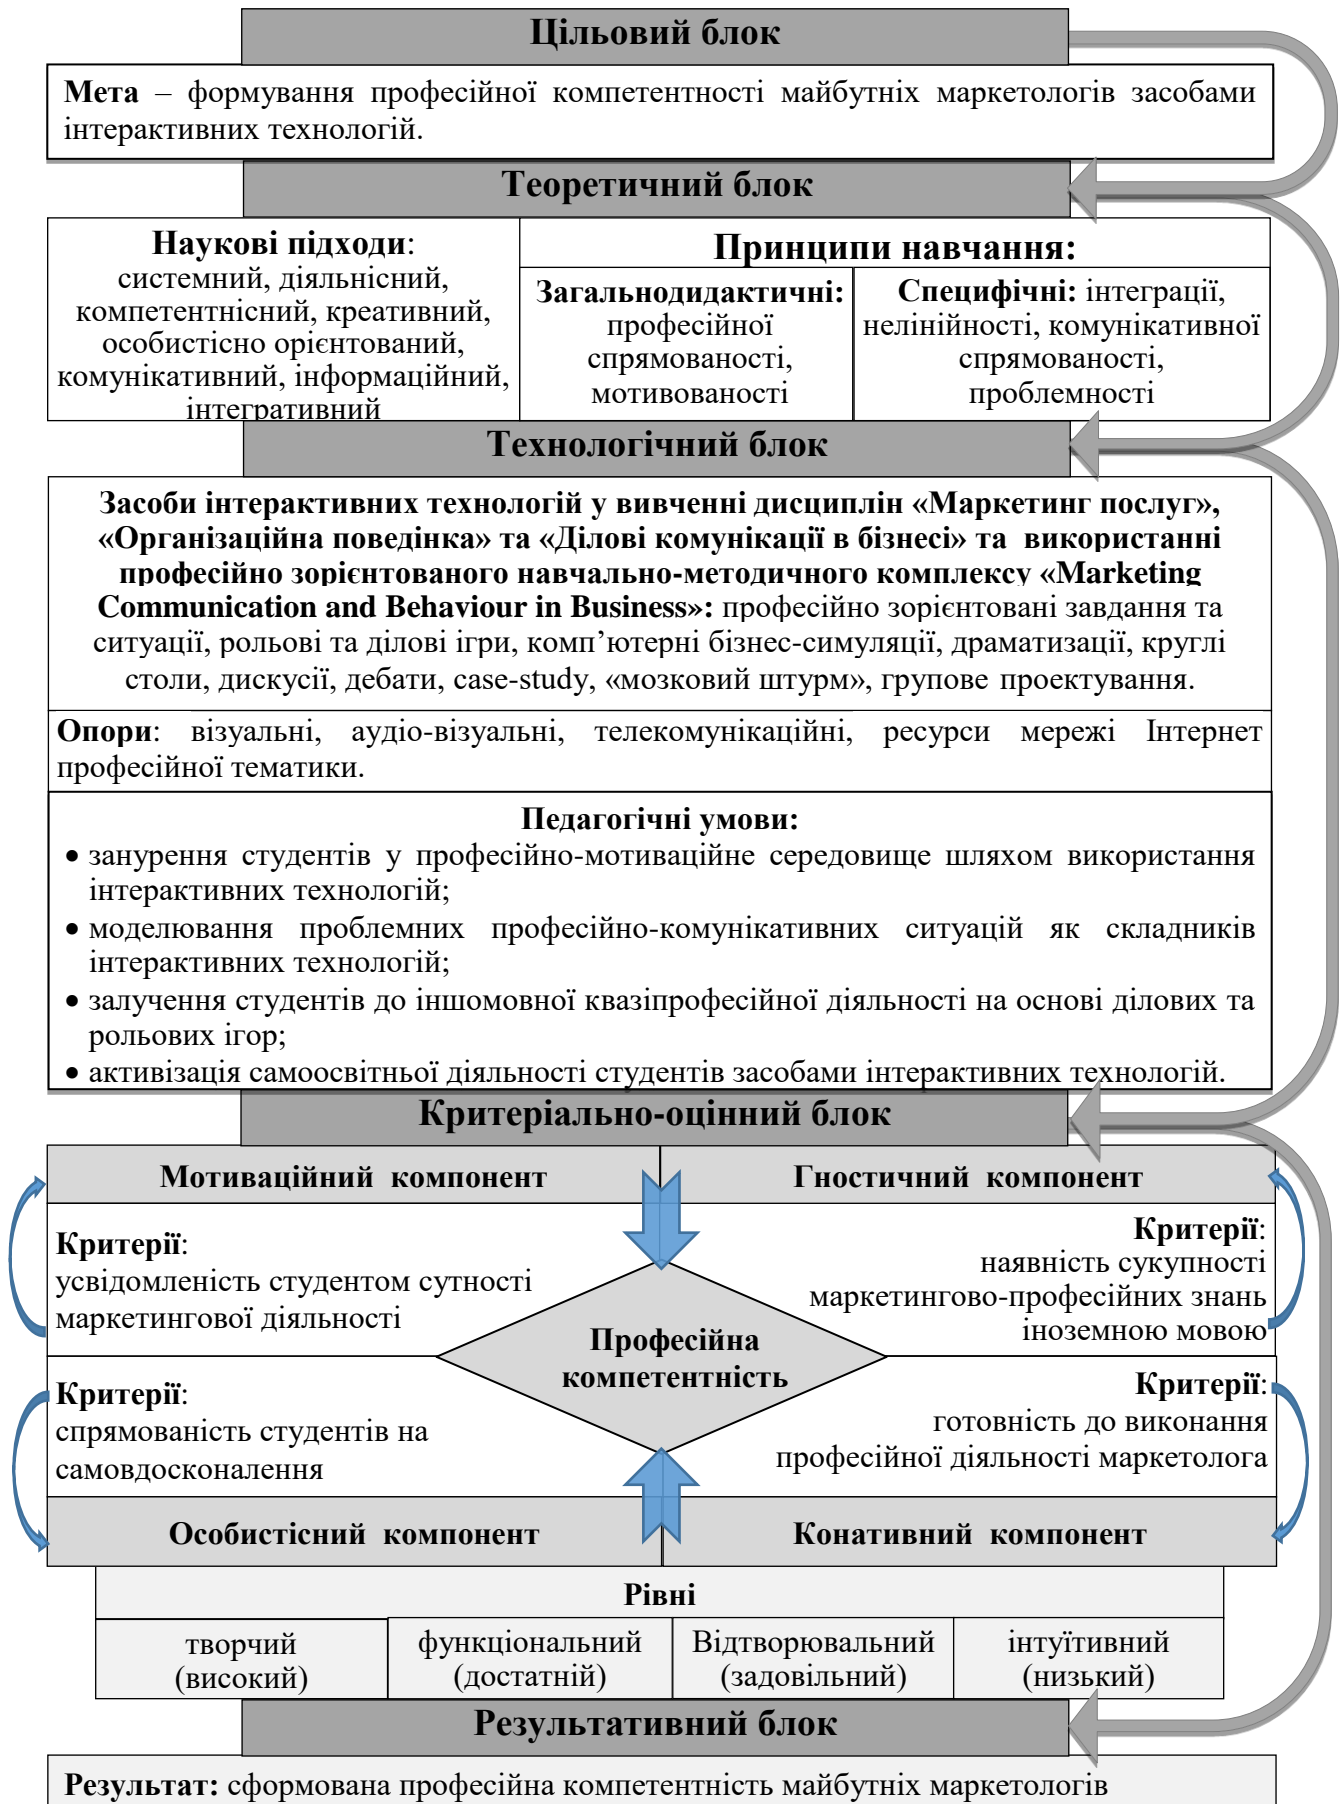 Цільовий блок
Мета – формування професійної компетентності майбутніх маркетологів засобами
інтерактивних технологій.
Теоретичний блок
Наукові підходи:
системний, діяльнісний,
компетентнісний, креативний,
особистісно орієнтований,
комунікативний, інформаційний,
інтегративний
Принципи навчання:
Загальнодидактичні:
професійної
спрямованості,
мотивованості
Специфічні: інтеграції,
нелінійності, комунікативної
спрямованості,
проблемності
Технологічний блок
Засоби інтерактивних технологій у вивченні дисциплін «Маркетинг послуг»,
«Організаційна поведінка» та «Ділові комунікації в бізнесі» та використанні
професійно зорієнтованого навчально-методичного комплексу «Marketing
Communication and Behaviour in Business»: професійно зорієнтовані завдання та
ситуації, рольові та ділові ігри, комп’ютерні бізнес-симуляції, драматизації, круглі
столи, дискусії, дебати, case-study, «мозковий штурм», групове проектування.
Опори: візуальні, аудіо-візуальні, телекомунікаційні, ресурси мережі Інтернет
професійної тематики.
Педагогічні умови:
• занурення студентів у професійно-мотиваційне середовище шляхом використання
інтерактивних технологій;
• моделювання проблемних професійно-комунікативних ситуацій як складників
інтерактивних технологій;
• залучення студентів до іншомовної квазіпрофесійної діяльності на основі ділових та
рольових ігор;
• активізація самоосвітньої діяльності студентів засобами інтерактивних технологій.
Критеріально-оцінний блок
Мотиваційний компонент
Гностичний компонент
Критерії:
усвідомленість студентом сутності
маркетингової діяльності
Критерії:
наявність сукупності
маркетингово-професійних знань
іноземною мовою
Професійна
компетентність
Критерії:
спрямованість студентів на
самовдосконалення
Критерії:
готовність до виконання
професійної діяльності маркетолога
Особистісний компонент
Конативний компонент
Рівні
творчий
(високий)
функціональний
(достатній)
Відтворювальний
(задовільний)
інтуїтивний
(низький)
Результативний блок
Результат: сформована професійна компетентність майбутніх маркетологів